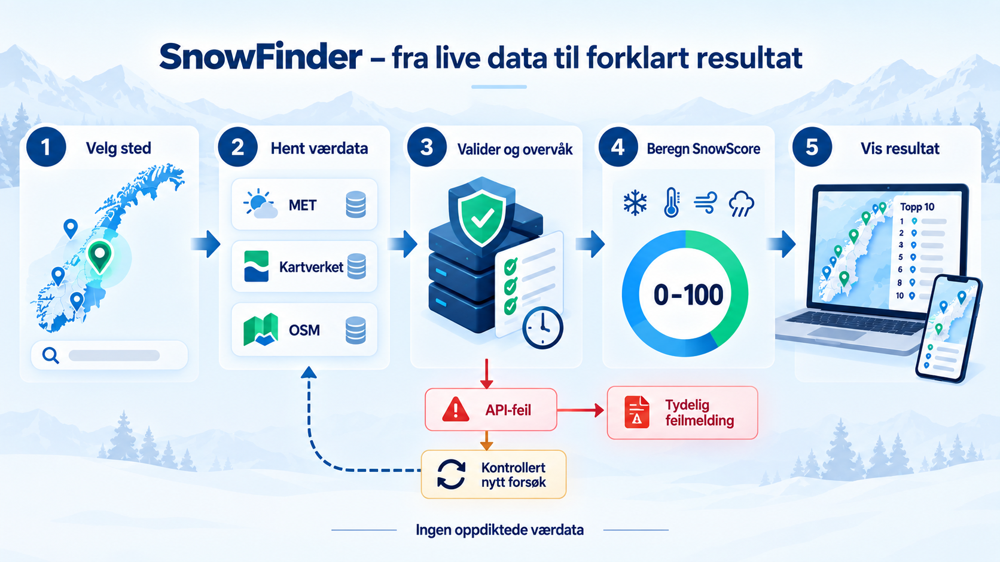 SnowFinder – fra live data til forklart resultat
1 Velg sted
2 Hent værdata
MET
Kartverket
OSM
3 Valider og overvåk
4 Beregn SnowScore
0-100
5 Vis resultat
Topp 10
1
2
3
5
6
8
10
API-feil
Tydelig
feilmelding
Kontrollert
nytt forsøk
Ingen oppdiktede værdata